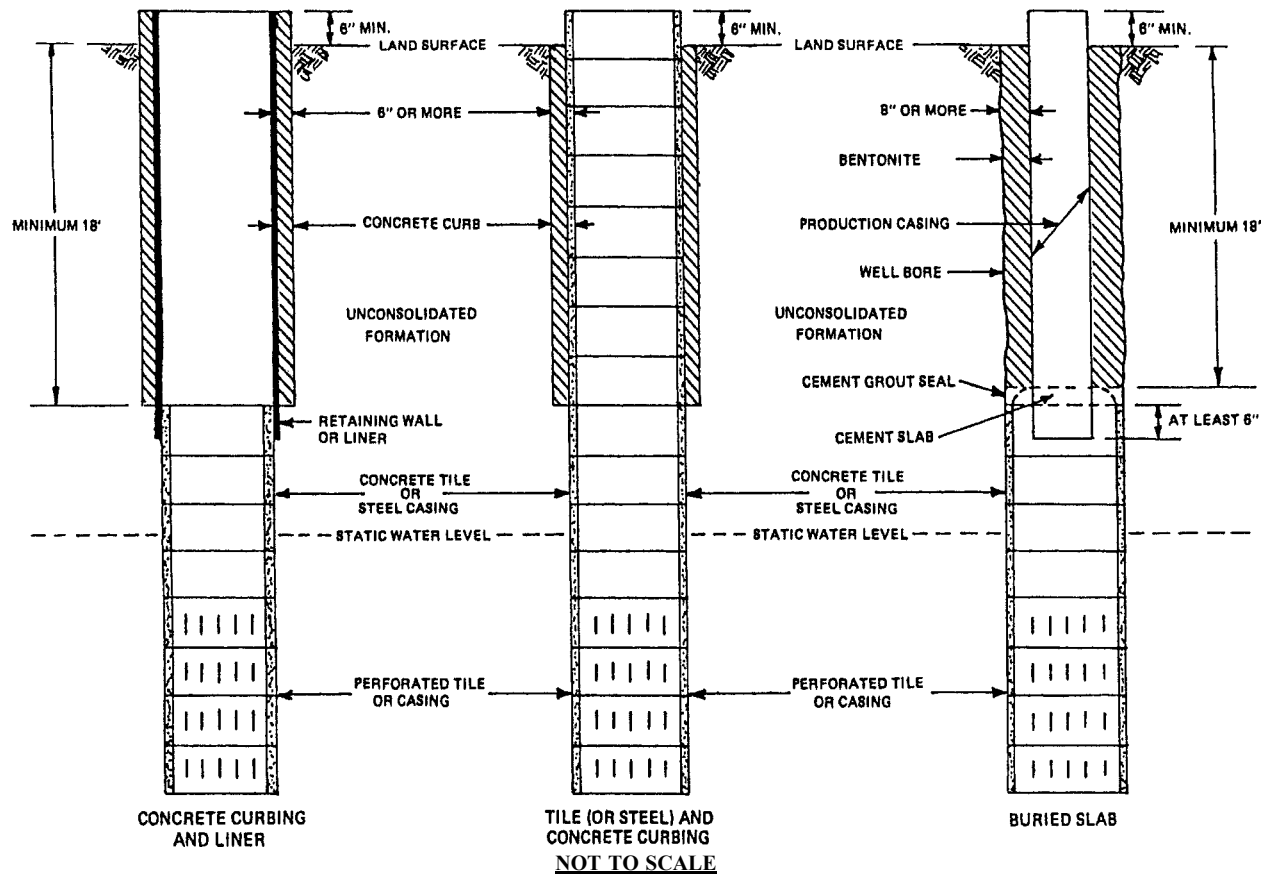 6" MIN.
6" MIN.
6" MIN.
LAND SURFACE
LAND SURFACE
6" OR MORE
8" OR MORE
BENTONITE
MINIMUM 18'
CONCRETE CURB
PRODUCTION CASING
MINIMUM 18'
WELL BORE
UNCONSOLIDATED
FORMATION
UNCONSOLIDATED
FORMATION
CEMENT GROUT SEAL
RETAINING WALL
OR LINER
CEMENT SLAB
AT LEAST 6"
CONCRETE TILE
OR
STEEL CASING
CONCRETE TILE
OR
STEEL CASING
STATIC WATER LEVEL
STATIC WATER LEVEL
PERFORATED TILE
OR CASING
PERFORATED TILE
OR CASING
CONCRETE CURBING
AND LINER
TILE (OR STEEL) AND
CONCRETE CURBING
BURIED SLAB
NOT TO SCALE